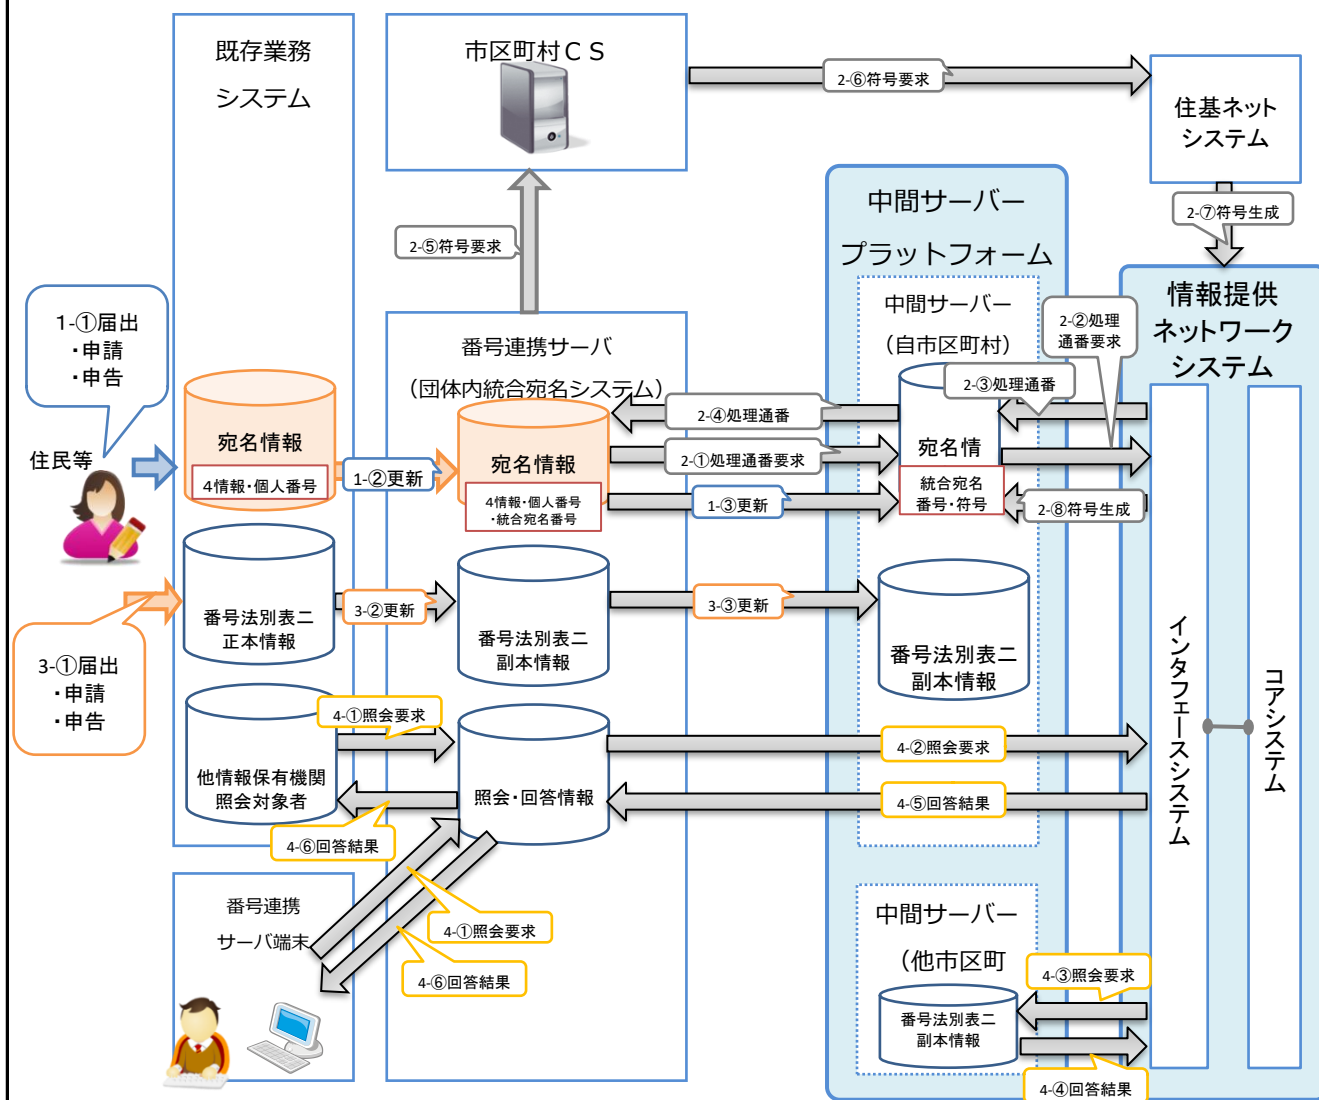 既存業務
システム
市区町村ＣＳ
2-⑥符号要求
住基ネット
システム
2-⑦符号生成
2-⑤符号要求
中間サーバー
プラットフォーム
中間サーバー
（自市区町村）
情報提供
ネットワーク
システム
2-②処理
通番要求
1-①届出
・申請
・申告
番号連携サーバ
（団体内統合宛名システム）
2-③処理通番
2-④処理通番
住民等
宛名情報
4情報・個人番号
1-②更新
宛名情報
4情報・個人番号
・統合宛名番号
2-①処理通番要求
1-③更新
宛名情
統合宛名
番号・符号
2-⑧符号生成
番号法別表二
正本情報
3-②更新
番号法別表二
副本情報
3-③更新
番号法別表二
副本情報
3-①届出
・申請
・申告
インタフェースシステム
コアシステム
他情報保有機関
照会対象者
4-①照会要求
照会・回答情報
4-②照会要求
4-⑤回答結果
4-⑥回答結果
番号連携
サーバ端末
4-①照会要求
4-⑥回答結果
中間サーバー
（他市区町
番号法別表二
副本情報
4-③照会要求
4-④回答結果